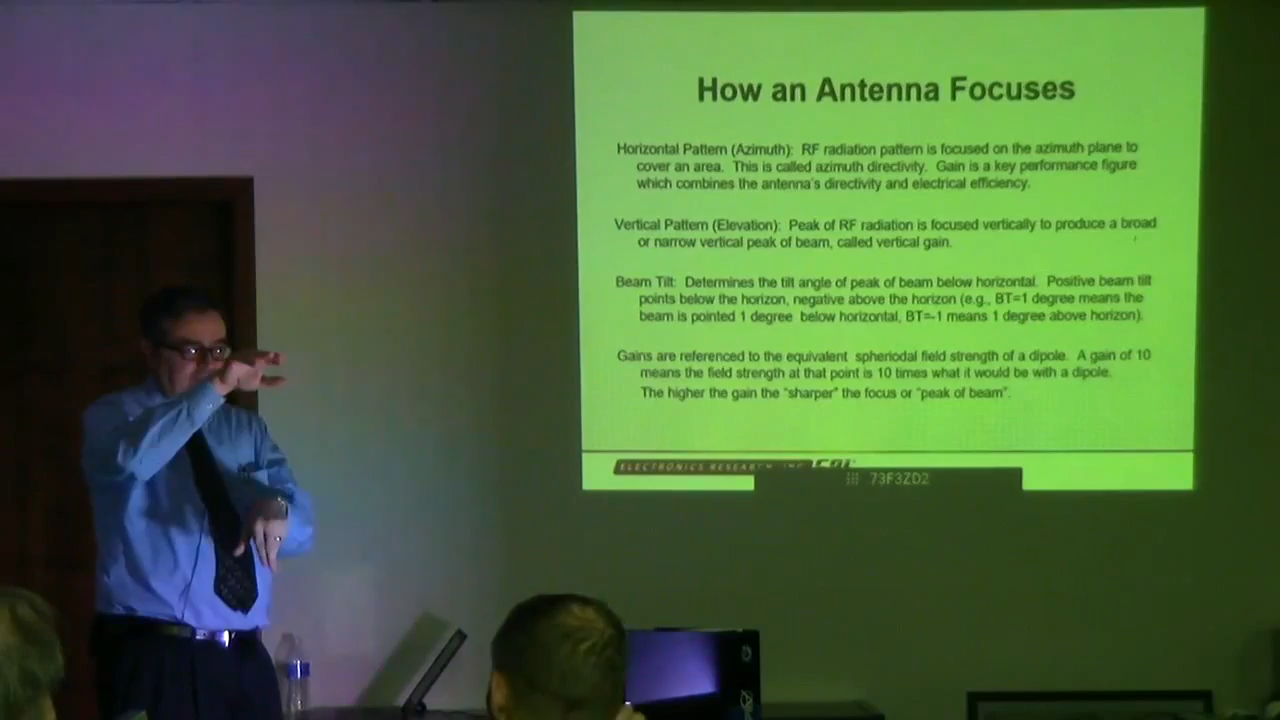 How an Antenna Focuses
Horizontal Pattern (Azimuth): RF radiation pattern is focused on the azimuth plane to
cover an area. This is called azimuth directivity. Gain is a key performance figure
which combines the antenna's directivity and electrical efficiency.
Vertical Pattern (Elevation): Peak of RF radiation is focused vertically to produce a broad
or narrow vertical peak of beam, called vertical gain.
Beam Tilt: Determines the tilt angle of peak of beam below horizontal. Positive beam tilt
points below the horizon, negative above the horizon (e.g., BT=1 degree means the
beam is pointed 1 degree below horizontal, BT=-1 means 1 degree above horizon).
Gains are referenced to the equivalent spheriodal field strength of a dipole. A gain of 10
means the field strength at that point is 10 times what it would be with a dipole.
The higher the gain the "sharper" the focus or "peak of beam".
ELECTRONICS RESEARCH, INC.
73F3ZD2